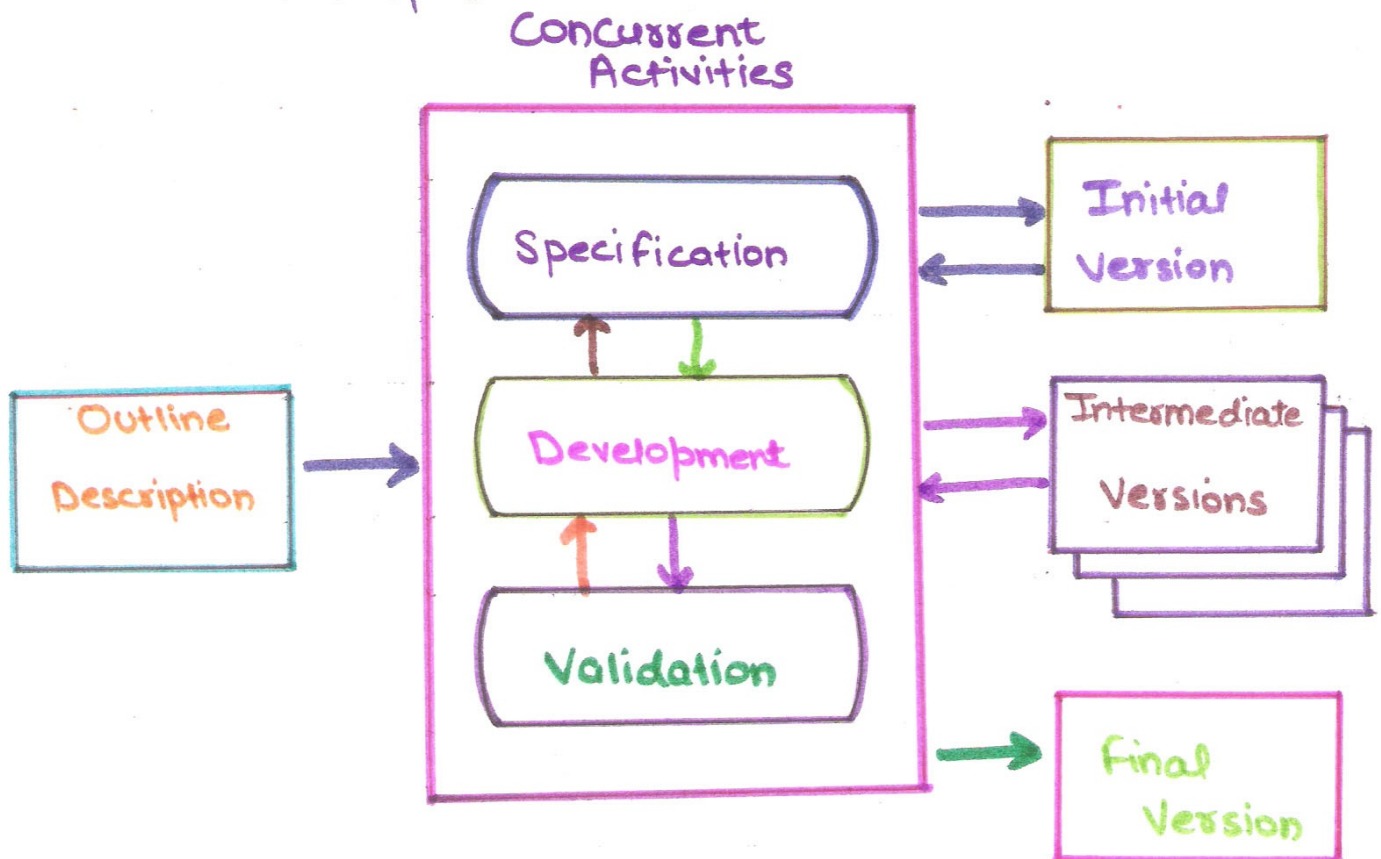 Concurrent
Activities
Specification
Initial
Version
Outline
Description
Development
Intermediate
Versions
Validation
Final
Version